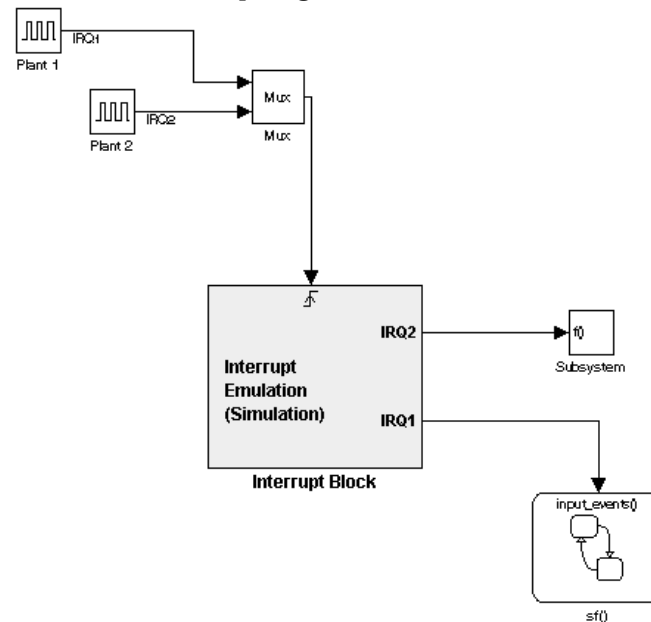 IRQ1
Plant 1
Mux
IRQ2
Mux
Plant 2
IRQ2
f()
Interrupt
Emulation
(Simulation)
Subsystem
IRQ1
Interrupt Block
input_events()
sf()